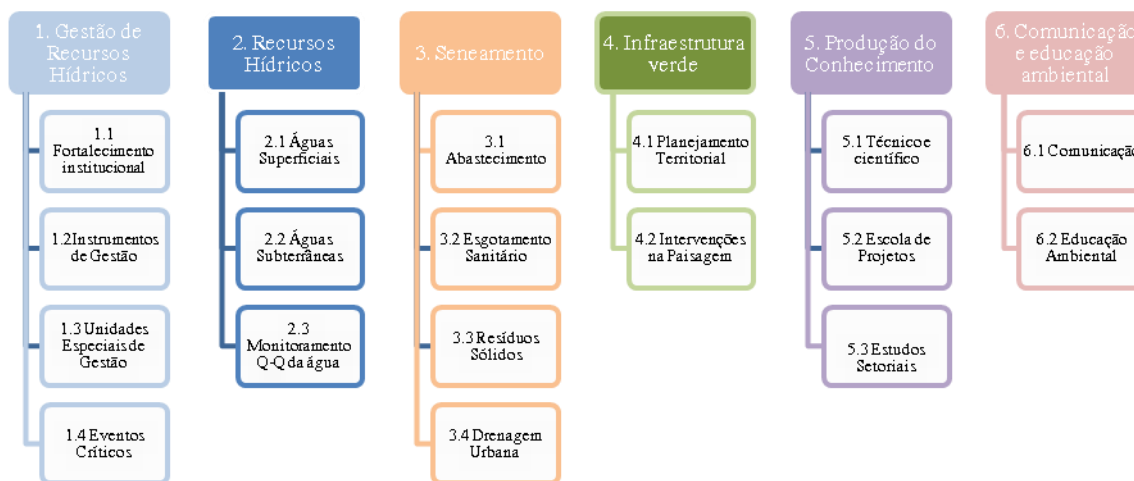 1. Gestão de
Recursos
Hídricos
1.1
Fortalecimento
institucional
1.2 Instrumentos
de Gestão
1.3 Unidades
Especiais de
Gestão
1.4 Eventos
Críticos
2. Recursos
Hídricos
2.1 Águas
Superficiais
2.2 Águas
Subterrâneas
2.3
Monitoramento
Q-Q da água
3. Seneamento
3.1
Abastecimento
3.2 Esgotamento
Sanitário
3.3 Resíduos
Sólidos
3.4 Drenagem
Urbana
4. Infraestrutura
verde
4.1 Planejamento
Territorial
4.2 Intervenções
na Paisagem
5. Produção do
Conhecimento
5.1 Técnico e
científico
5.2 Escola de
Projetos
5.3 Estudos
Setoriais
6. Comunicação
e educação
ambiental
6.1 Comunicação
6.2 Educação
Ambiental